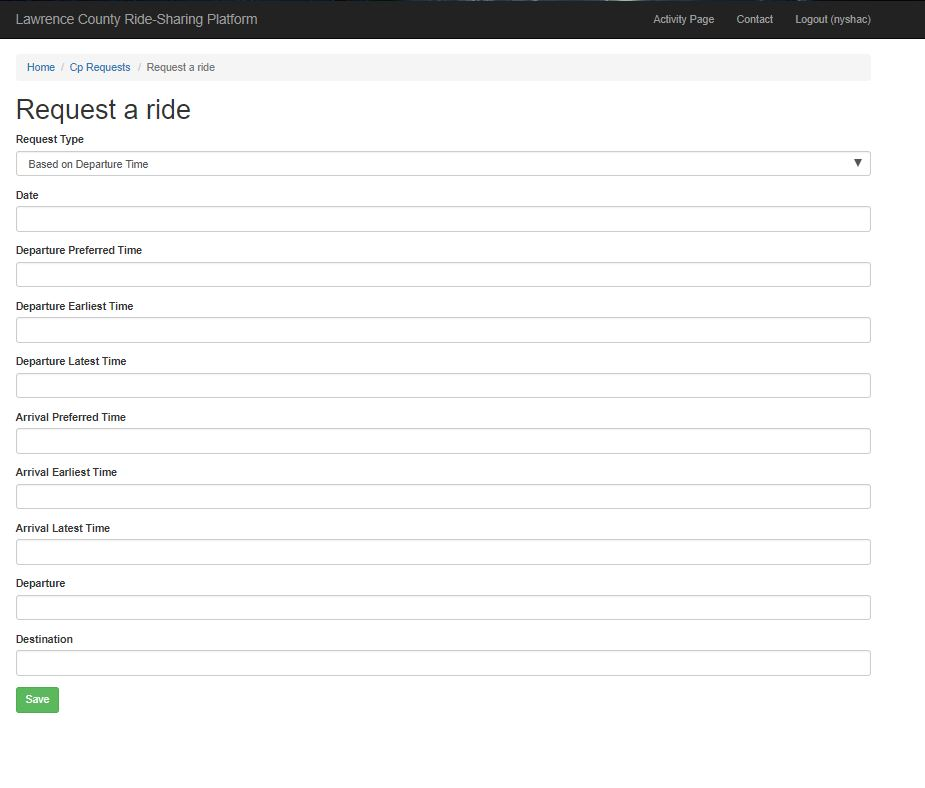 Lawrence County Ride-Sharing Platform Activity Page Contact Logout (nyshac)
Home / Cp Requests / Request a ride
Request a ride
Request Type
Based on Departure Time
Date
Departure Preferred Time
Departure Earliest Time
Departure Latest Time
Arrival Preferred Time
Arrival Earliest Time
Arrival Latest Time
Departure
Destination
Save